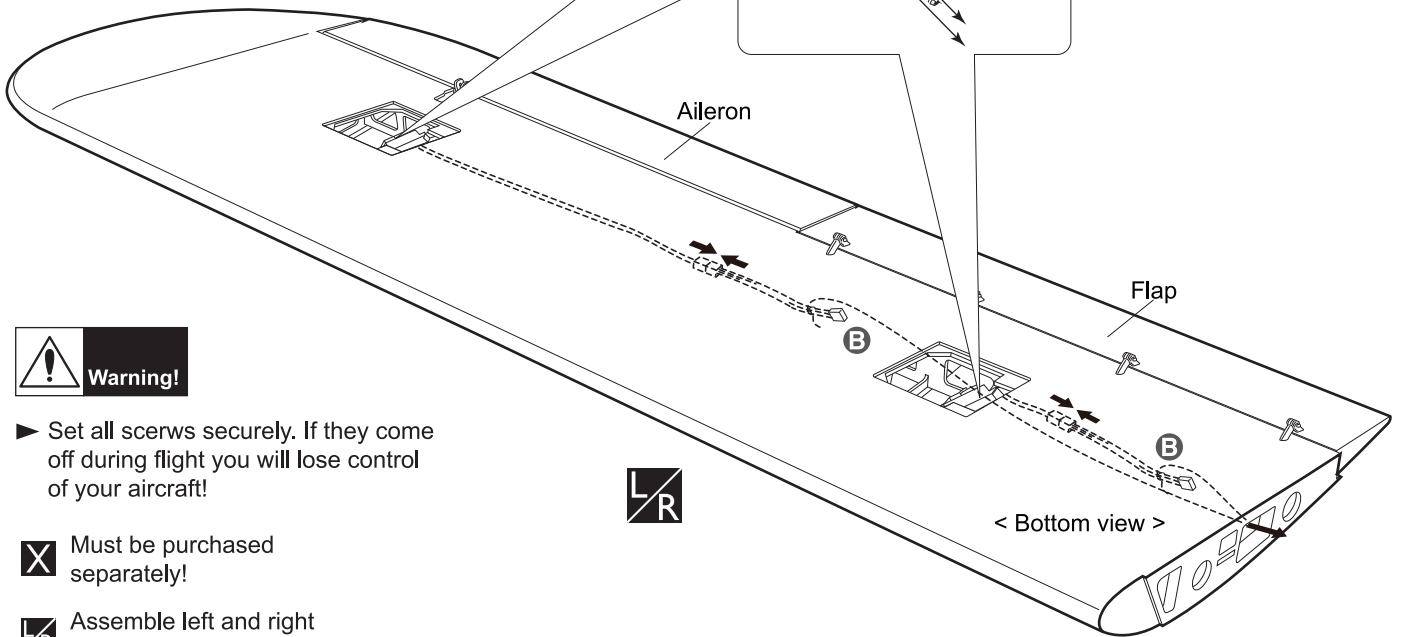 Aileron
Flap
B
B
Warning!
► Set all scerws securely. If they come
off during flight you will lose control
of your aircraft!
L/R
< Bottom view >
X Must be purchased
separately!
L/R Assemble left and right